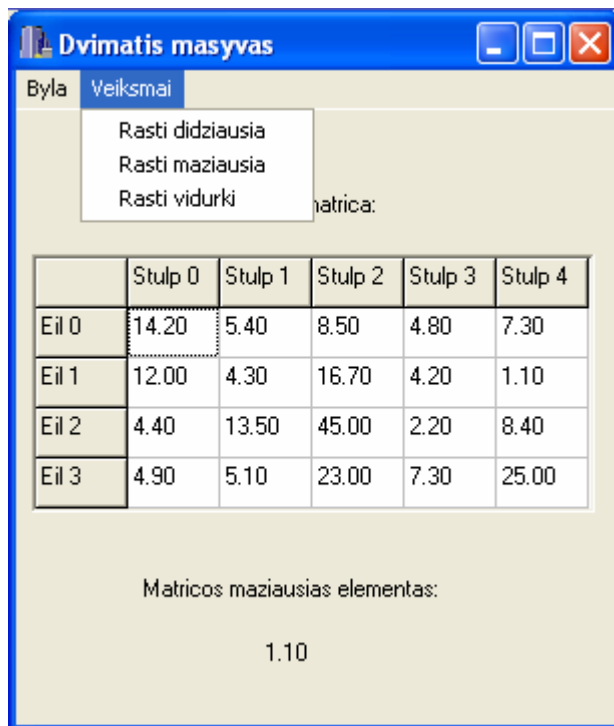 Dvimatis masyvas
Byla Veiksmai
Rasti didziausia
Rasti maziausia
Rasti vidurki
matrica:
Stulp 0 Stulp 1 Stulp 2 Stulp 3 Stulp 4
Eil 0 14.20 5.40 8.50 4.80 7.30
Eil 1 12.00 4.30 16.70 4.20 1.10
Eil 2 4.40 13.50 45.00 2.20 8.40
Eil 3 4.90 5.10 23.00 7.30 25.00
Matricos maziausias elementas:
1.10